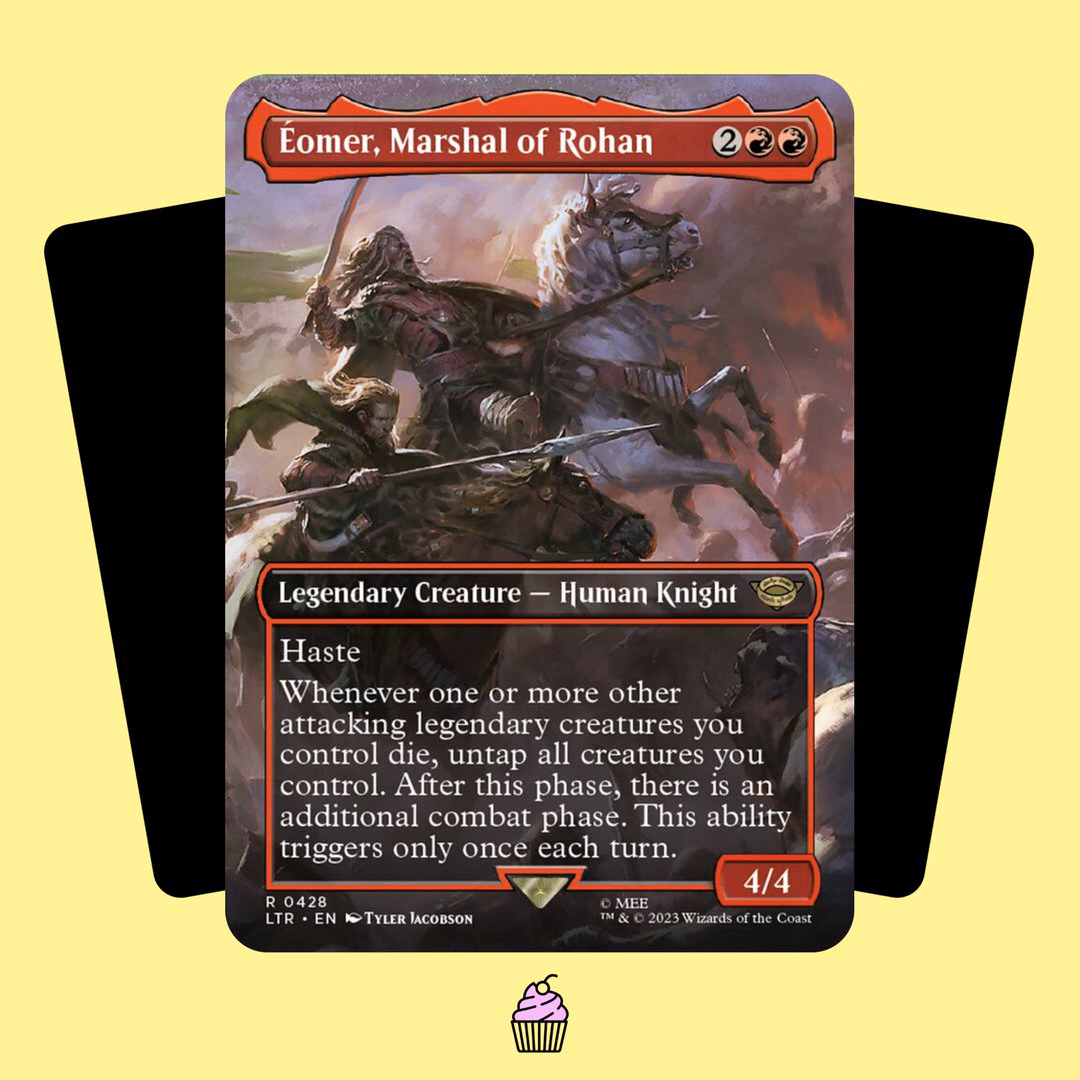 Éomer, Marshal of Rohan 2
Legendary Creature — Human Knight
Haste
Whenever one or more other
attacking legendary creatures you
control die, untap all creatures you
control. After this phase, there is an
additional combat phase. This ability
triggers only once each turn.
4/4
R 0428
LTR • EN TYLER JACOBSON
© MEE
™ & © 2023 Wizards of the Coast